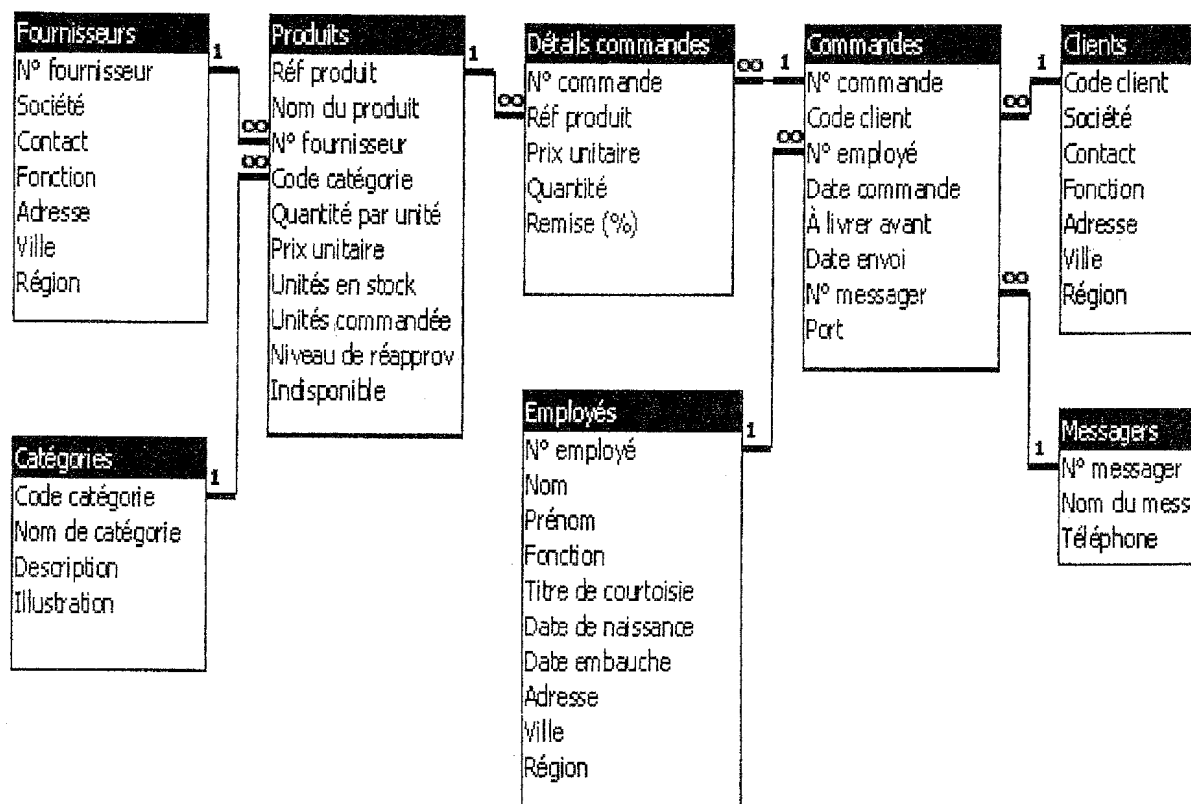 Fournisseurs
N° fournisseur
Société
Contact
Fonction
Adresse
Ville
Région
1
∞
Produits
Réf produit
Nom du produit
N° fournisseur
Code catégorie
Quantité par unité
Prix unitaire
Unités en stock
Unités commandée
Niveau de réapprov
Indisponible
∞
1
Catégories
Code catégorie
Nom de catégorie
Description
Illustration
1
∞
Détails commandes
N° commande
Réf produit
Prix unitaire
Quantité
Remise (%)
∞
1
Commandes
N° commande
Code client
N° employé
Date commande
À livrer avant
Date envoi
N° messager
Port
∞
1
Clients
Code client
Société
Contact
Fonction
Adresse
Ville
Région
∞
1
Employés
N° employé
Nom
Prénom
Fonction
Titre de courtoisie
Date de naissance
Date embauche
Adresse
Ville
Région
∞
1
Messagers
N° messager
Nom du mess
Téléphone